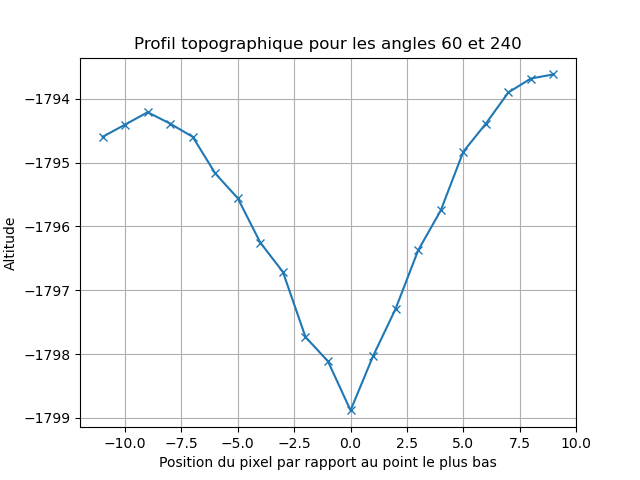 Profil topographique pour les angles 60 et 240
Altitude
−1794
−1795
−1796
−1797
−1798
−1799
−10.0 −7.5 −5.0 −2.5 0.0 2.5 5.0 7.5 10.0
Position du pixel par rapport au point le plus bas